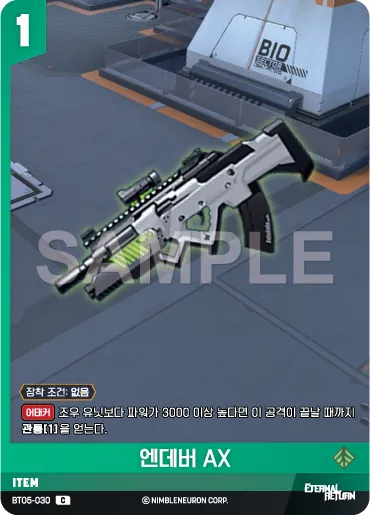 1
BIO
SECTOR
SAMPLE
장착 조건: 없음
어태커 조우 유닛보다 파워가 3000 이상 높다면 이 공격이 끝날 때까지
관통[1]을 얻는다.
엔데버 AX
ITEM
BT05-030 C
© NIMBLENEURON CORP.
ETERNAL RETURN